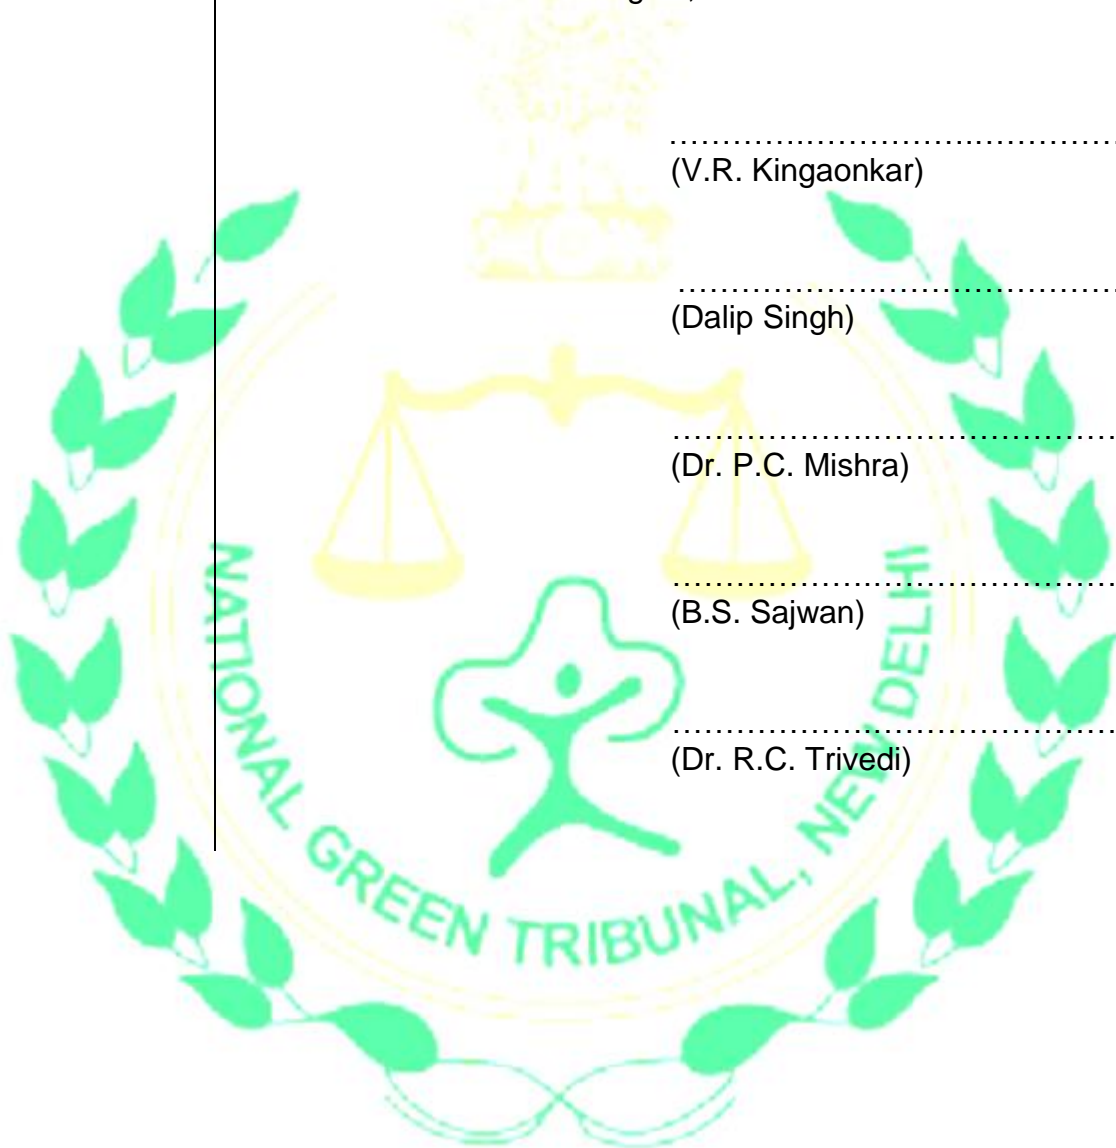 ……………………………………
(V.R. Kingaonkar)
……………………………………
(Dalip Singh)
……………………………………
(Dr. P.C. Mishra)
……………………………………
(B.S. Sajwan)
……………………………………
(Dr. R.C. Trivedi)
NATIONAL GREEN TRIBUNAL, NEW DELHI